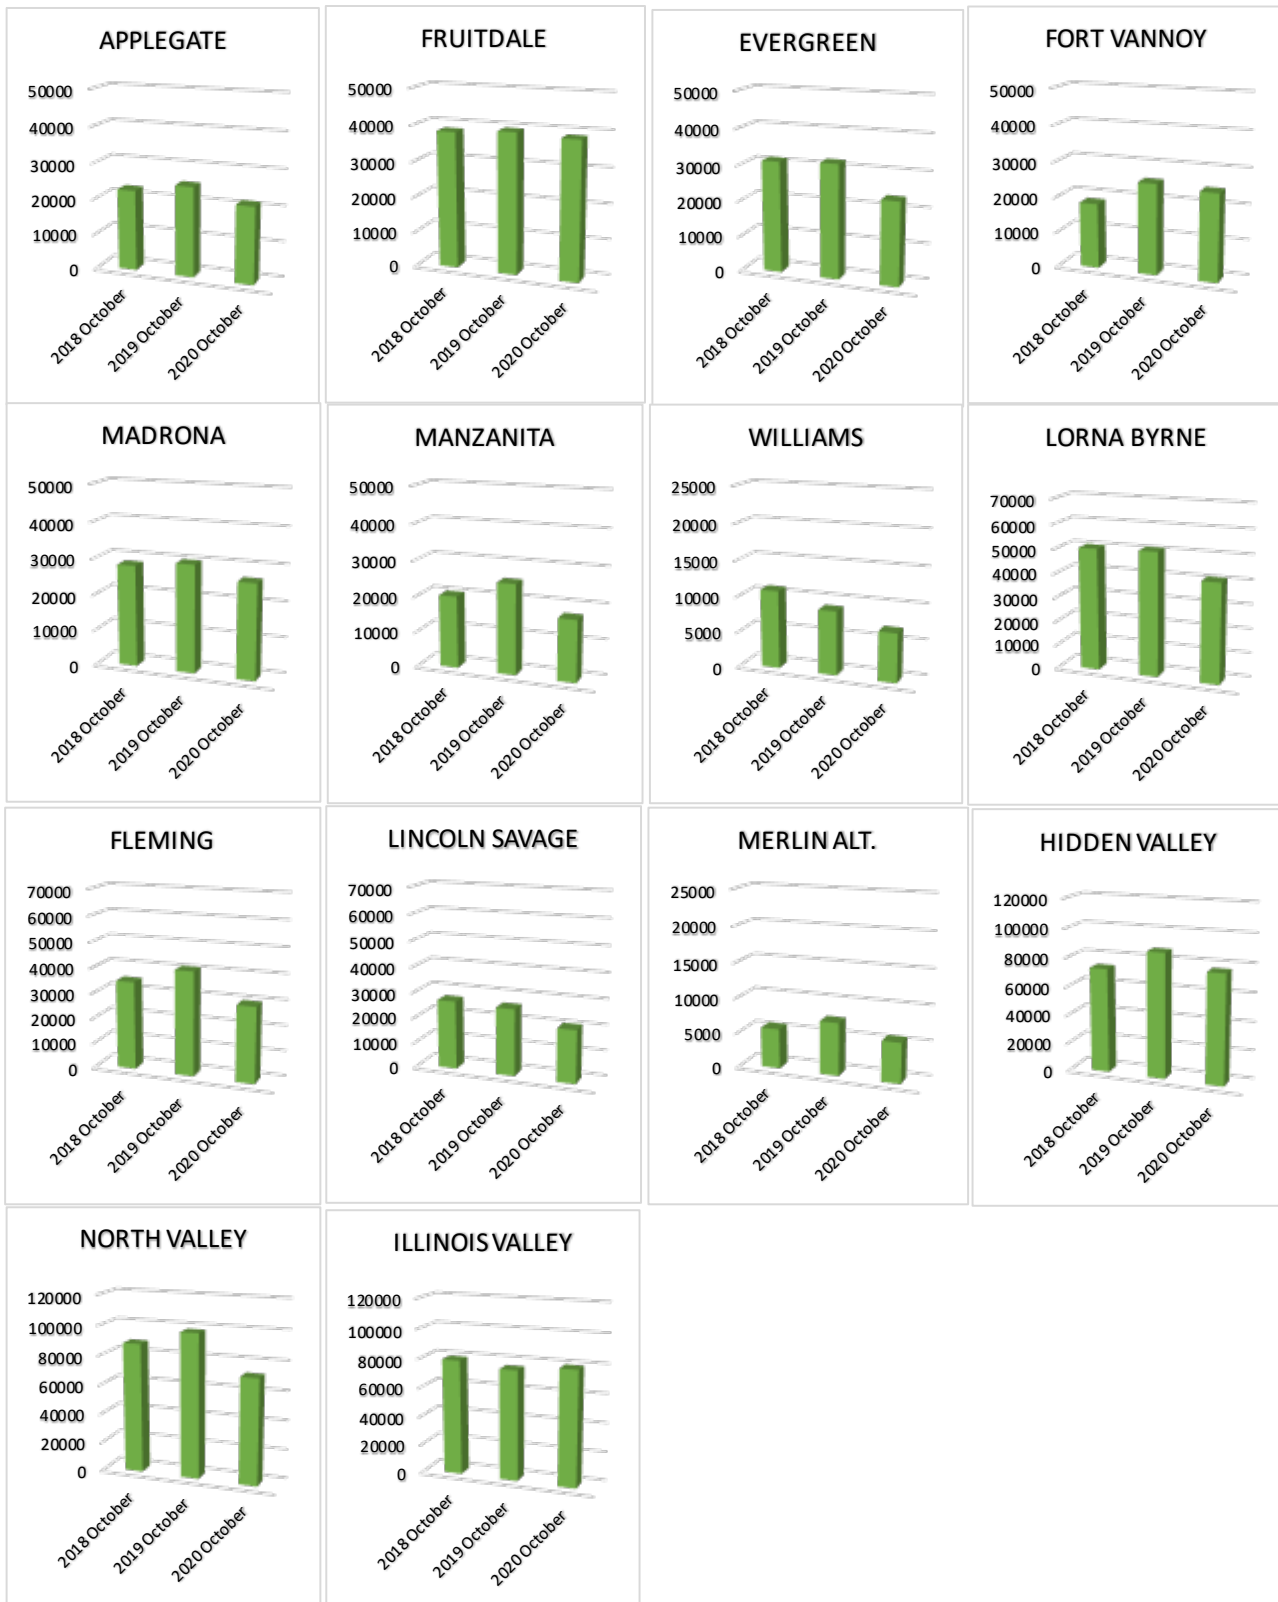 APPLEGATE
50000
40000
30000
20000
10000
0
2018 October
2019 October
2020 October
FRUITDALE
50000
40000
30000
20000
10000
0
2018 October
2019 October
2020 October
EVERGREEN
50000
40000
30000
20000
10000
0
2018 October
2019 October
2020 October
FORT VANNOY
50000
40000
30000
20000
10000
0
2018 October
2019 October
2020 October
MADRONA
50000
40000
30000
20000
10000
0
2018 October
2019 October
2020 October
MANZANITA
50000
40000
30000
20000
10000
0
2018 October
2019 October
2020 October
WILLIAMS
25000
20000
15000
10000
5000
0
2018 October
2019 October
2020 October
LORNA BYRNE
70000
60000
50000
40000
30000
20000
10000
0
2018 October
2019 October
2020 October
FLEMING
70000
60000
50000
40000
30000
20000
10000
0
2018 October
2019 October
2020 October
LINCOLN SAVAGE
70000
60000
50000
40000
30000
20000
10000
0
2018 October
2019 October
2020 October
MERLIN ALT.
25000
20000
15000
10000
5000
0
2018 October
2019 October
2020 October
HIDDEN VALLEY
120000
100000
80000
60000
40000
20000
0
2018 October
2019 October
2020 October
NORTH VALLEY
120000
100000
80000
60000
40000
20000
0
2018 October
2019 October
2020 October
ILLINOIS VALLEY
120000
100000
80000
60000
40000
20000
0
2018 October
2019 October
2020 October